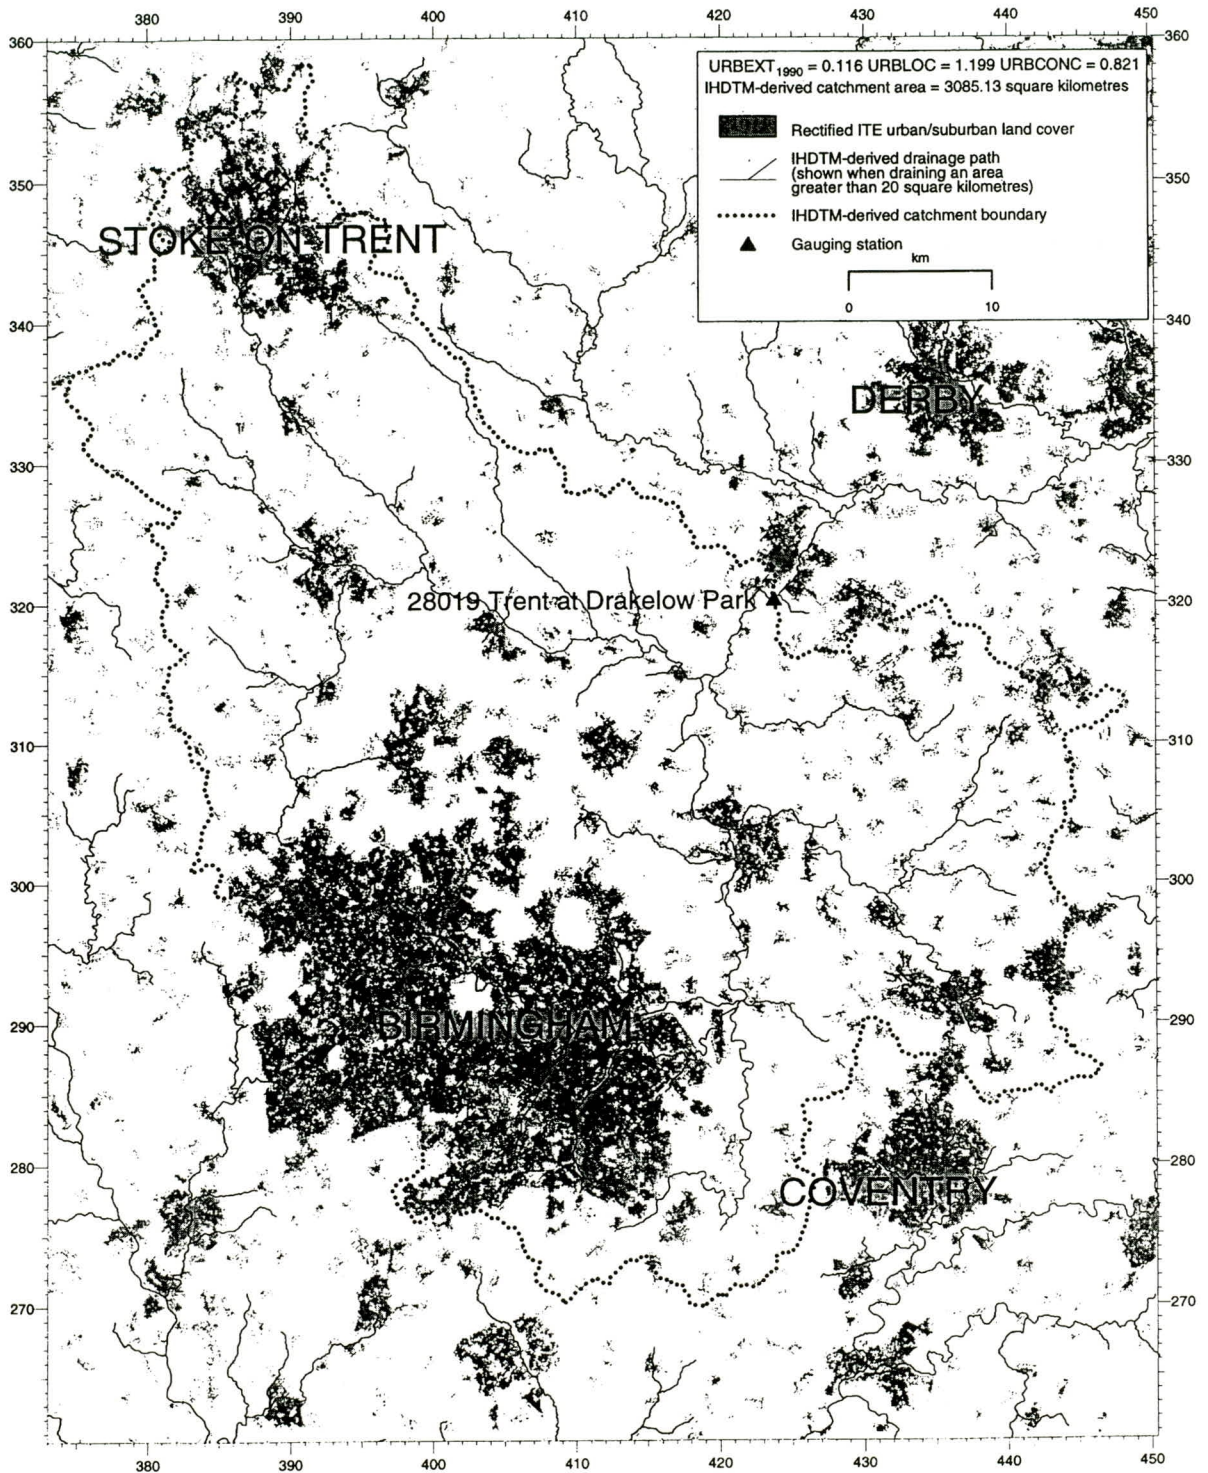 380 390 400 410 420 430 440 450
360 360
URBEXT1990 = 0.116 URBLOC = 1.199 URBCONC = 0.821
IHDTM-derived catchment area = 3085.13 square kilometres
Rectified ITE urban/suburban land cover
IHDTM-derived drainage path
(shown when draining an area
greater than 20 square kilometres)
IHDTM-derived catchment boundary
Gauging station
km
0 10
350 350
STOKE-ON-TRENT
340 340
DERBY
330 330
28019 Trent at Drakelow Park
320 320
310 310
300 300
BIRMINGHAM
290 290
280 280
COVENTRY
270 270
380 390 400 410 420 430 440 450